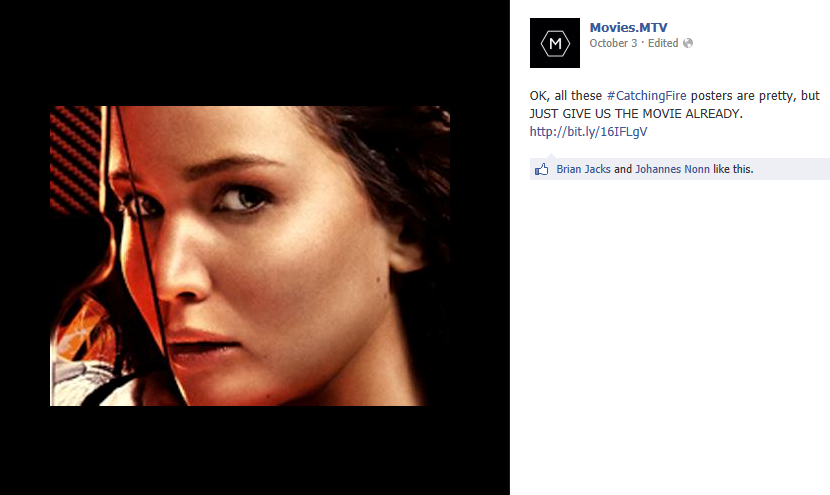 M
Movies.MTV
October 3 · Edited
OK, all these #CatchingFire posters are pretty, but
JUST GIVE US THE MOVIE ALREADY.
http://bit.ly/16IFLgV
Brian Jacks and Johannes Nonn like this.